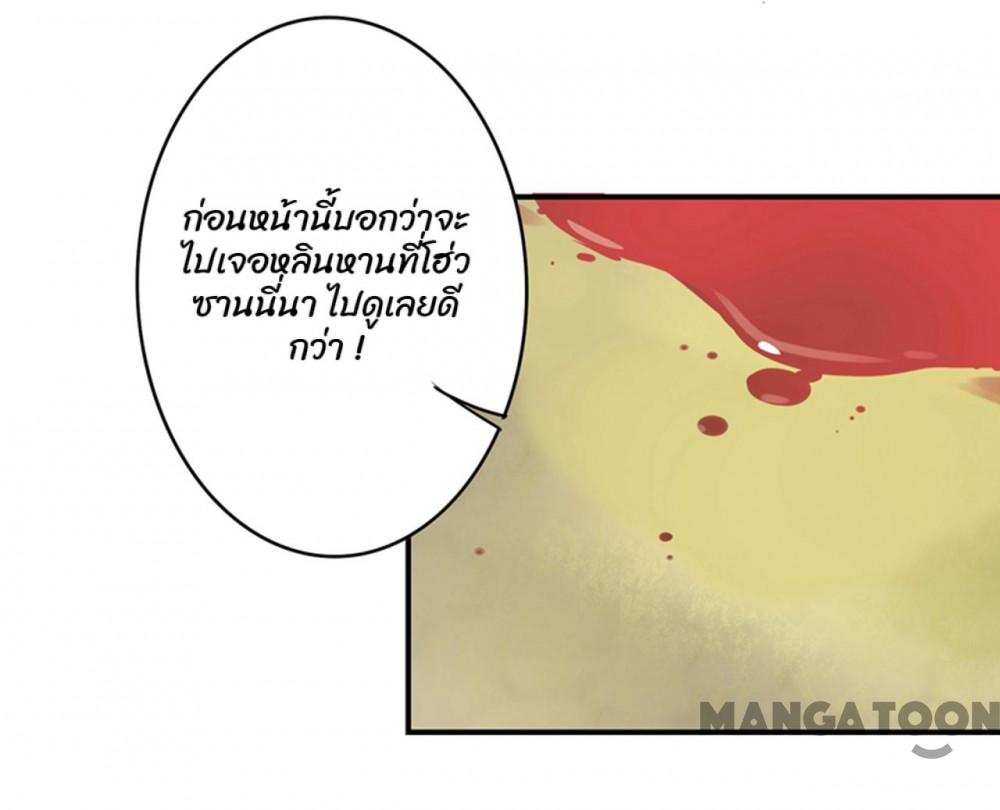 ก่อนหน้านี้บอกว่าจะ
ไปเจอหลินหานที่โฮ่ว
ซานนี่นา ไปดูเลยดี
กว่า !
MANGATOON